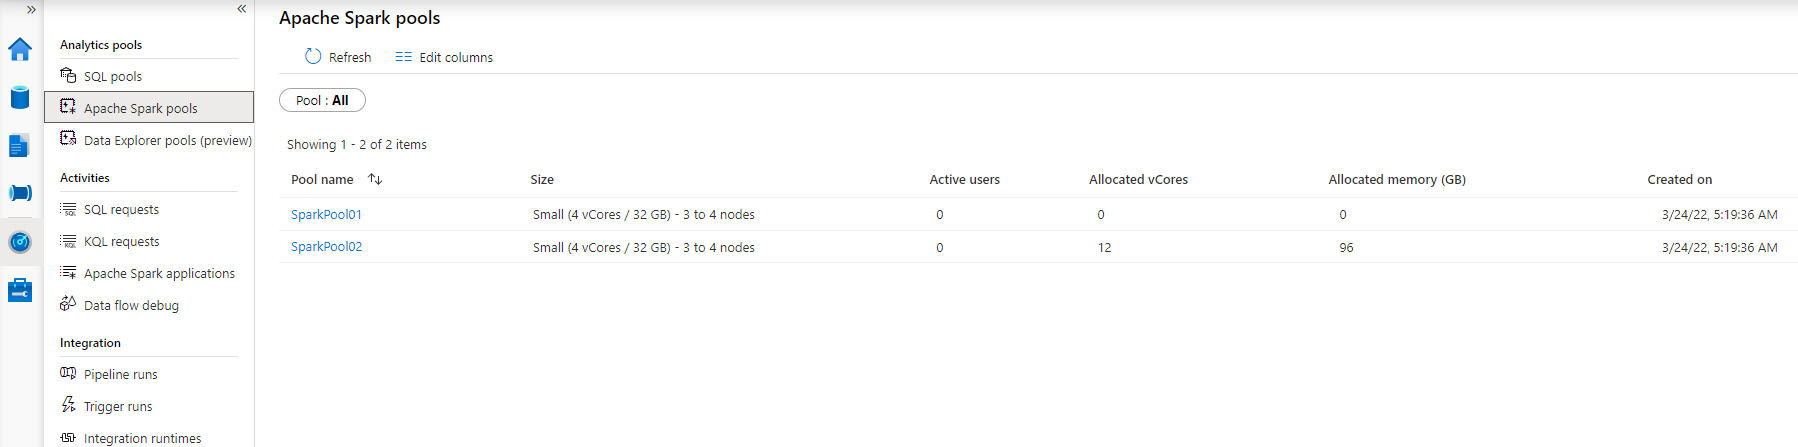 »
«
Analytics pools
SQL pools
Apache Spark pools
Data Explorer pools (preview)
Activities
SQL requests
KQL requests
Apache Spark applications
Data flow debug
Integration
Pipeline runs
Trigger runs
Integration runtimes
Apache Spark pools
Refresh Edit columns
Pool : All
Showing 1 - 2 of 2 items
Pool name Size Active users Allocated vCores Allocated memory (GB) Created on
SparkPool01 Small (4 vCores / 32 GB) - 3 to 4 nodes 0 0 0 3/24/22, 5:19:36 AM
SparkPool02 Small (4 vCores / 32 GB) - 3 to 4 nodes 0 12 96 3/24/22, 5:19:36 AM